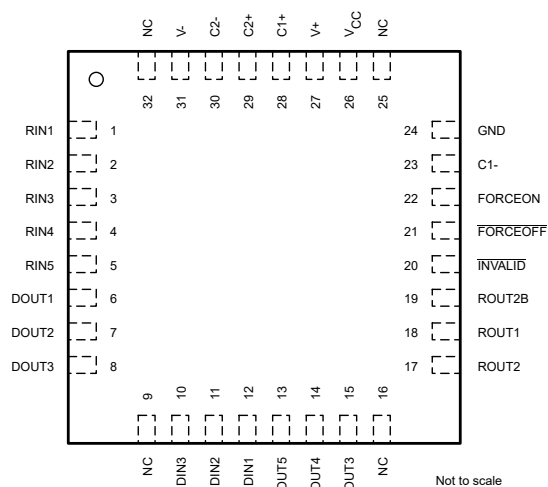 NC
V-
C2-
C2+
C1+
V+
VCC
NC
32
31
30
29
28
27
26
25
RIN1 1
24 GND
RIN2 2
23 C1-
RIN3 3
22 FORCEON
RIN4 4
21 FORCEOFF
RIN5 5
20 INVALID
DOUT1 6
19 ROUT2B
DOUT2 7
18 ROUT1
DOUT3 8
17 ROUT2
9
10
11
12
13
14
15
16
NC
DIN3
DIN2
DIN1
OUT5
OUT4
OUT3
NC
Not to scale